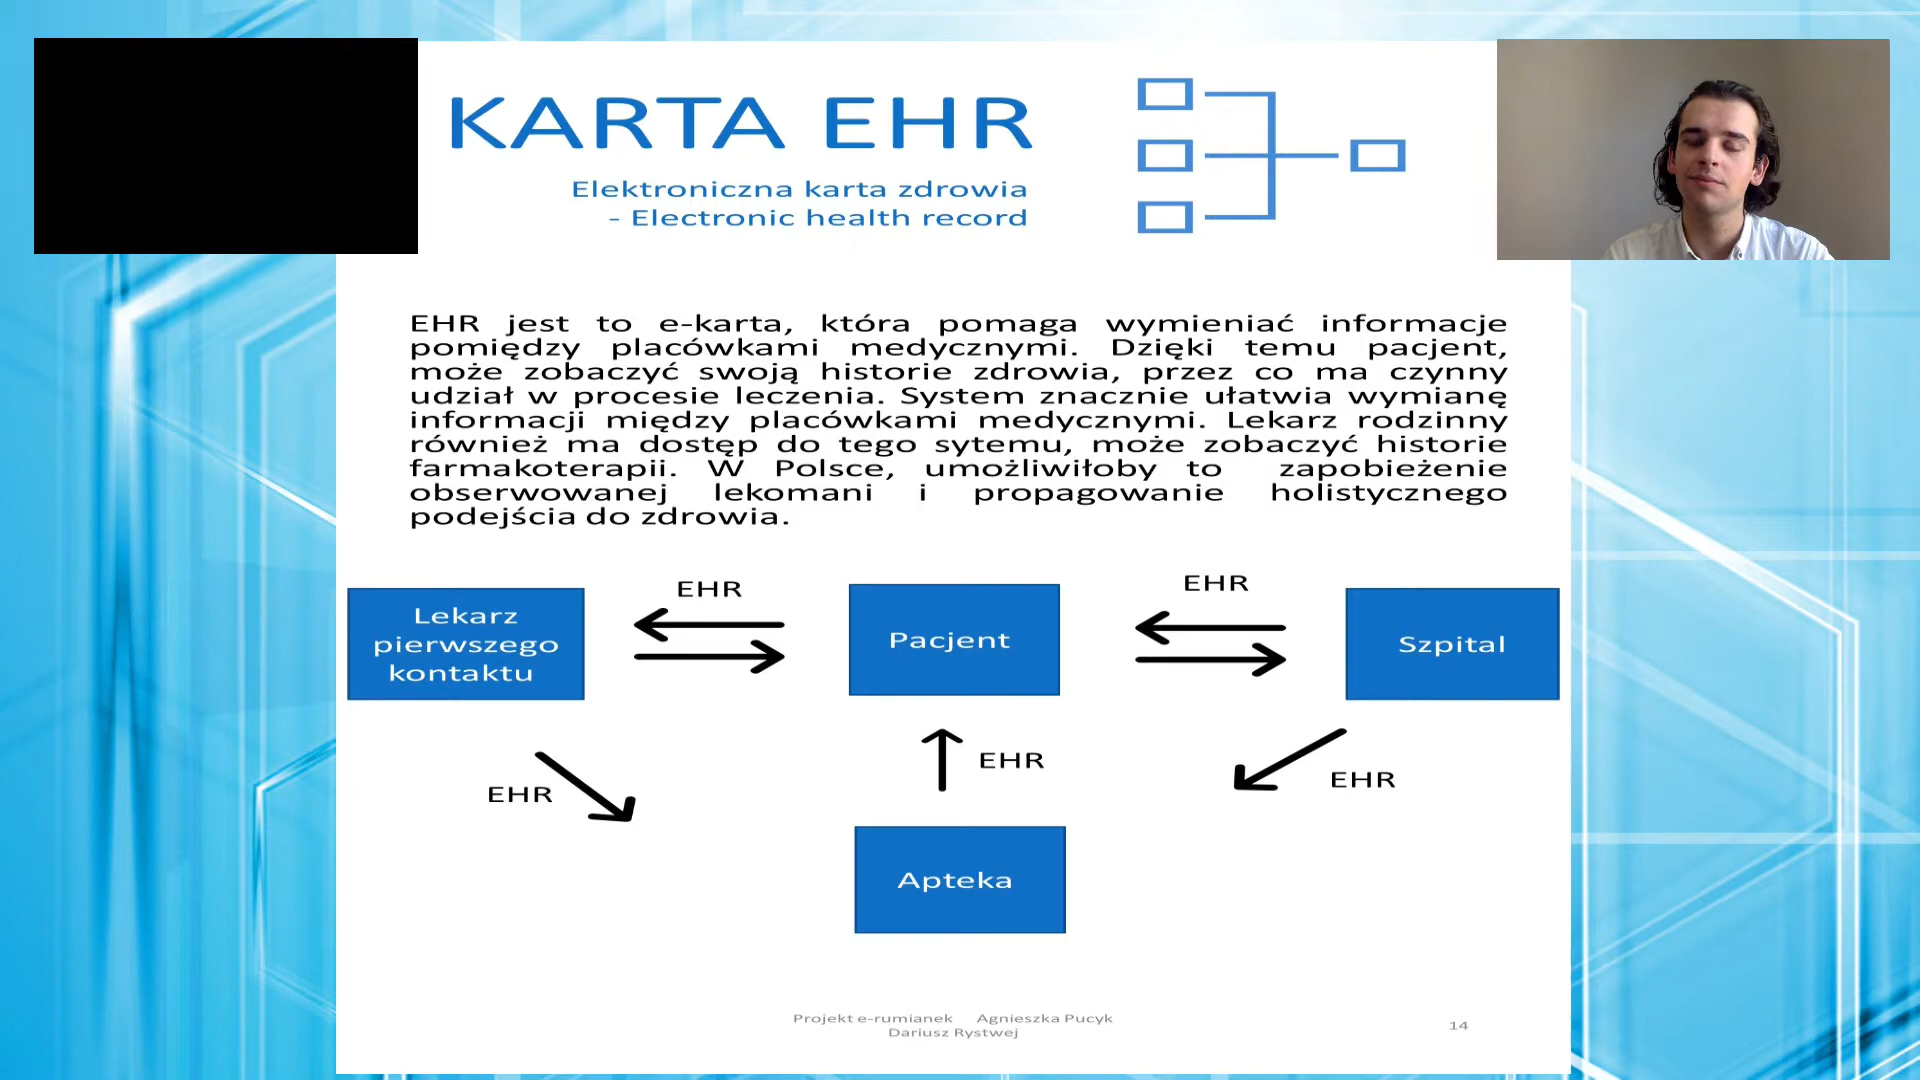 KARTA EHR
Elektroniczna karta zdrowia
- Electronic health record
EHR jest to e-karta, która pomaga wymieniać informacje
pomiędzy placówkami medycznymi. Dzięki temu pacjent,
może zobaczyć swoją historie zdrowia, przez co ma czynny
udział w procesie leczenia. System znacznie ułatwia wymianę
informacji między placówkami medycznymi. Lekarz rodzinny
również ma dostęp do tego sytemu, może zobaczyć historie
farmakoterapii. W Polsce, umożliwiłoby to zapobieżenie
obserwowanej lekomani i propagowanie holistycznego
podejścia do zdrowia.
EHR
EHR
Lekarz
pierwszego
kontaktu
Pacjent
Szpital
EHR
EHR
EHR
Apteka
Projekt e-rumianek Agnieszka Pucyk
Dariusz Rystwej
14